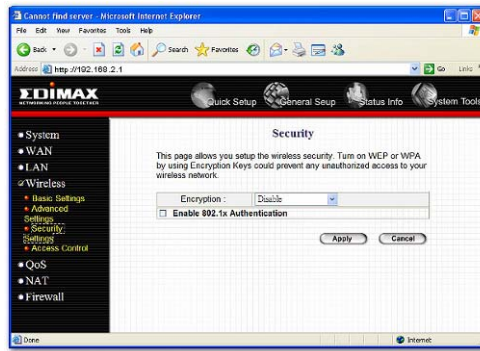 Cannot find server - Microsoft Internet Explorer
File Edit View Favorites Tools Help
Back Search Favorites
Address http://192.168.2.1 Go Links
EDIMAX
NETWORKING PEOPLE TOGETHER
Quick Setup General Seup Status Info System Tools
System
WAN
LAN
Wireless
Basic Settings
Advanced
Settings
Security
Settings
Access Control
QoS
NAT
Firewall
Security
This page allows you setup the wireless security. Turn on WEP or WPA
by using Encryption Keys could prevent any unauthorized access to your
wireless network.
Encryption : Disable
Enable 802.1x Authentication
Apply Cancel
Done Internet